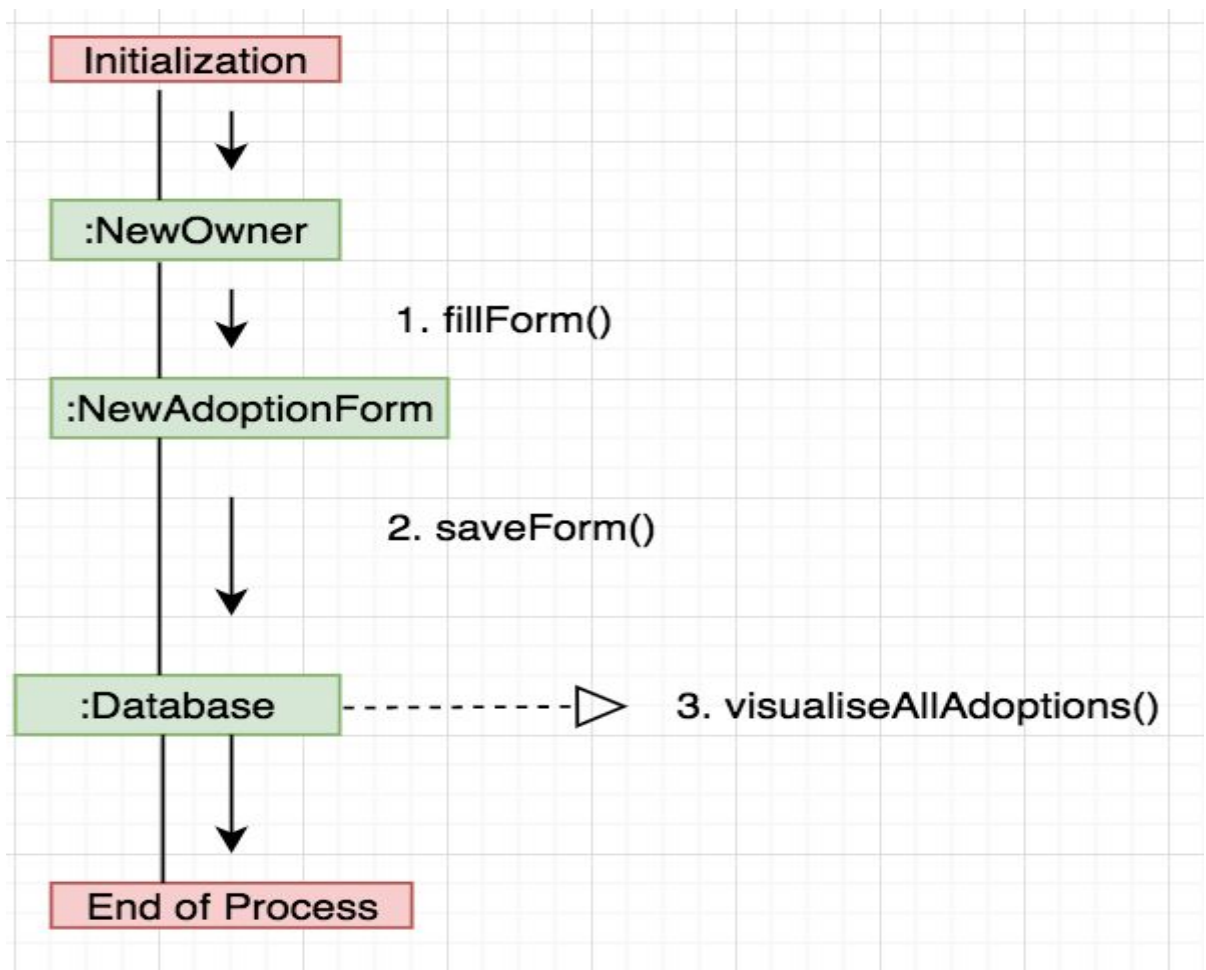 Initialization
:NewOwner
1. fillForm()
:NewAdoptionForm
2. saveForm()
:Database
3. visualiseAllAdoptions()
End of Process